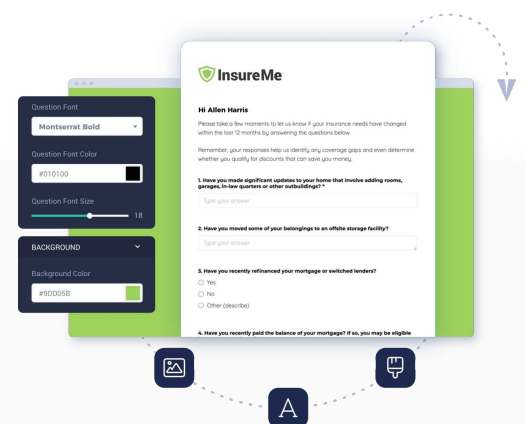 InsureMe
Hi Allen Harris
Please take a few moments to let us know if your insurance needs have changed
within the last 12 months by answering the questions below.
Remember, your responses help us identify any coverage gaps and even determine
whether you qualify for discounts that can save you money.
1. Have you made significant updates to your home that involve adding rooms,
garages, in-law quarters or other outbuildings? *
Type your answer
2. Have you moved some of your belongings to an offsite storage facility?
Type your answer
3. Have you recently refinanced your mortgage or switched lenders?
Yes
No
Other (describe)
4. Have you recently paid the balance of your mortgage? If so, you may be eligible
Question Font
Montserrat Bold
Question Font Color
#010100
Question Font Size
18
BACKGROUND
Background Color
#9DD05B
A